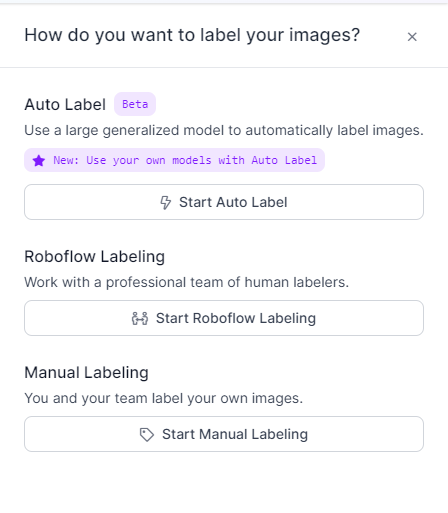 How do you want to label your images?
Auto Label Beta
Use a large generalized model to automatically label images.
New: Use your own models with Auto Label
Start Auto Label
Roboflow Labeling
Work with a professional team of human labelers.
Start Roboflow Labeling
Manual Labeling
You and your team label your own images.
Start Manual Labeling